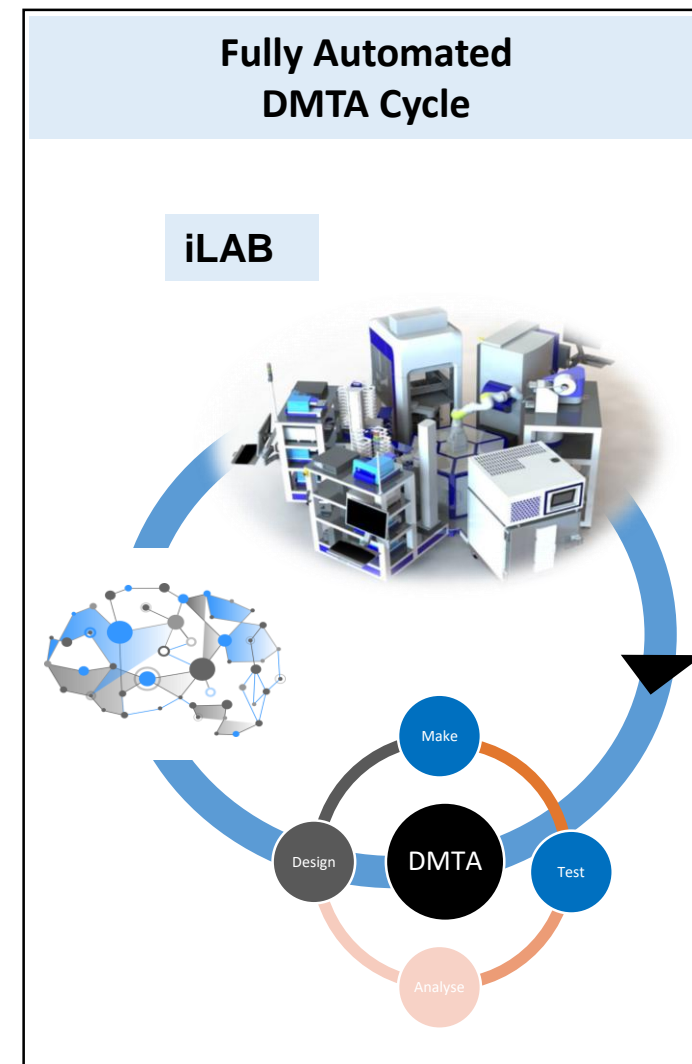 Fully Automated
DMTA Cycle
iLAB
Make
Design
DMTA
Test
Analyse